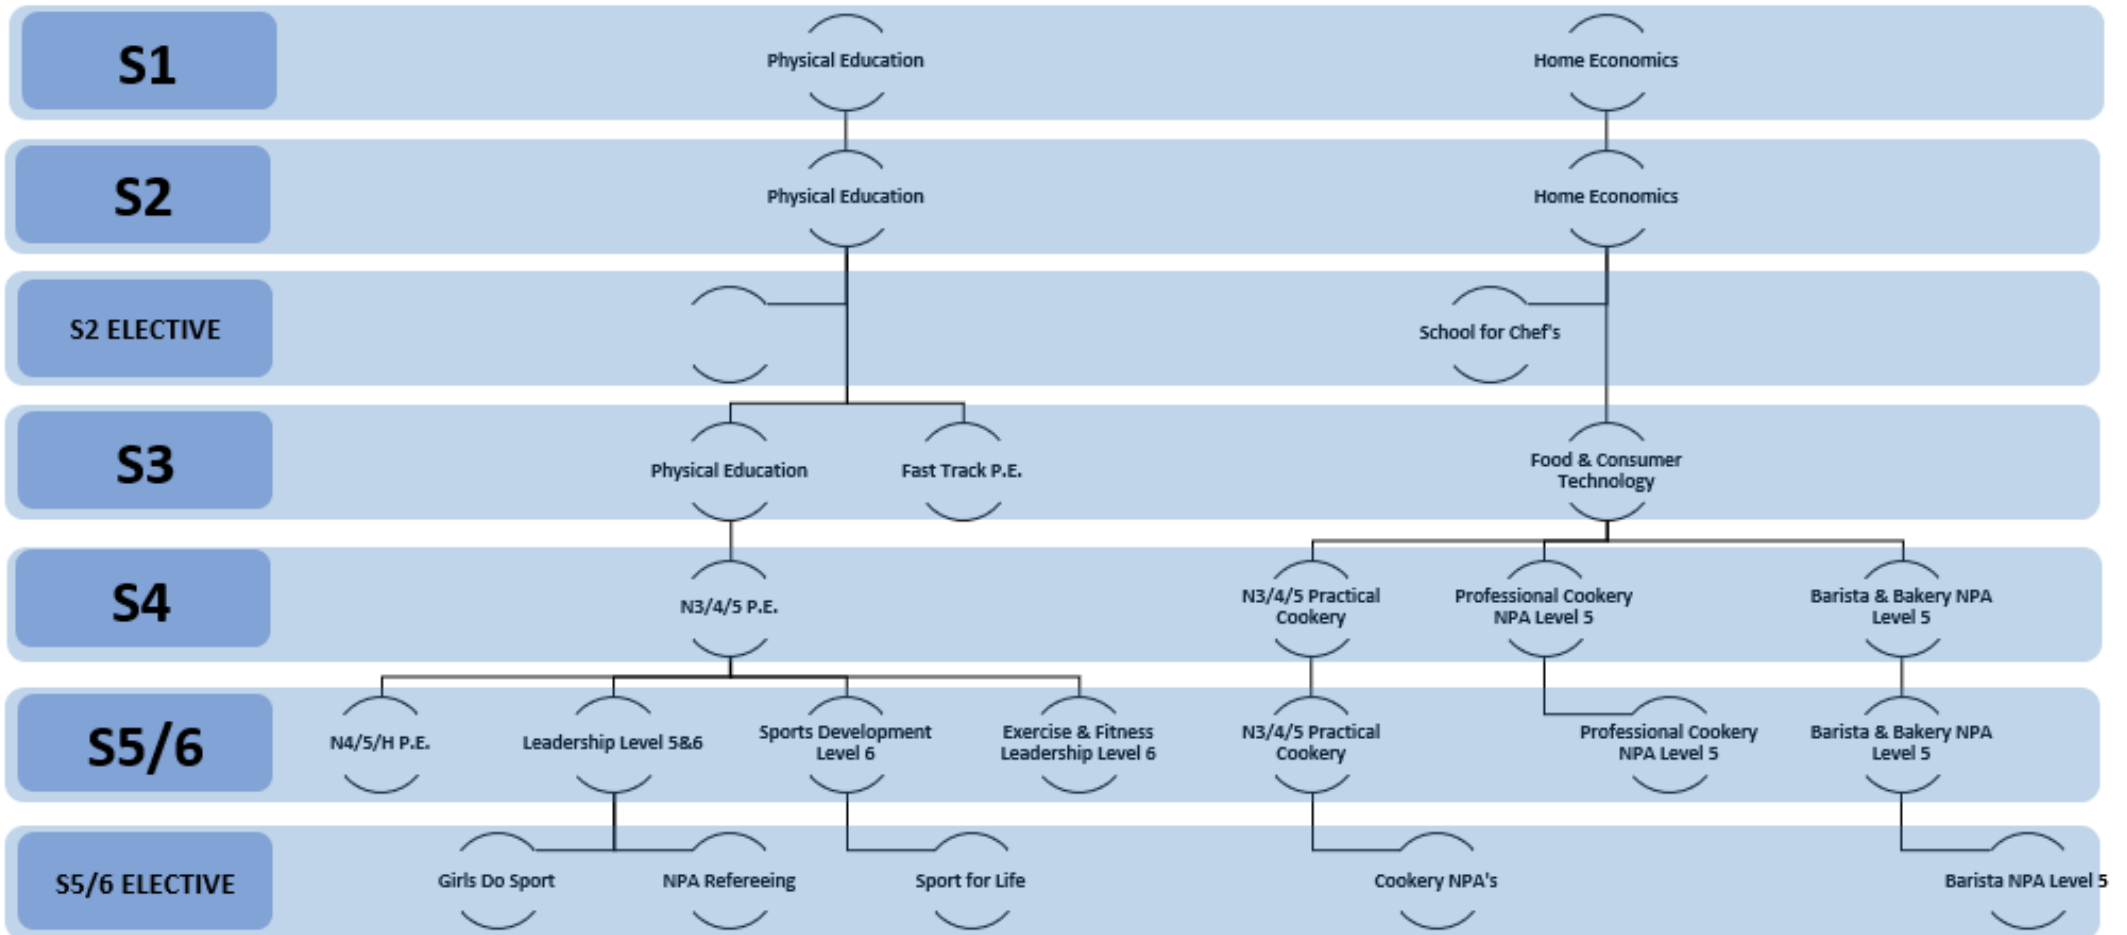 S1
Physical Education
Home Economics
S2
Physical Education
Home Economics
S2 ELECTIVE
School for Chef's
S3
Physical Education
Fast Track P.E.
Food & Consumer
Technology
S4
N3/4/5 P.E.
N3/4/5 Practical
Cookery
Professional Cookery
NPA Level 5
Barista & Bakery NPA
Level 5
S5/6
N4/5/H P.E.
Leadership Level 5&6
Sports Development
Level 6
Exercise & Fitness
Leadership Level 6
N3/4/5 Practical
Cookery
Professional Cookery
NPA Level 5
Barista & Bakery NPA
Level 5
S5/6 ELECTIVE
Girls Do Sport
NPA Refereeing
Sport for Life
Cookery NPA's
Barista NPA Level 5